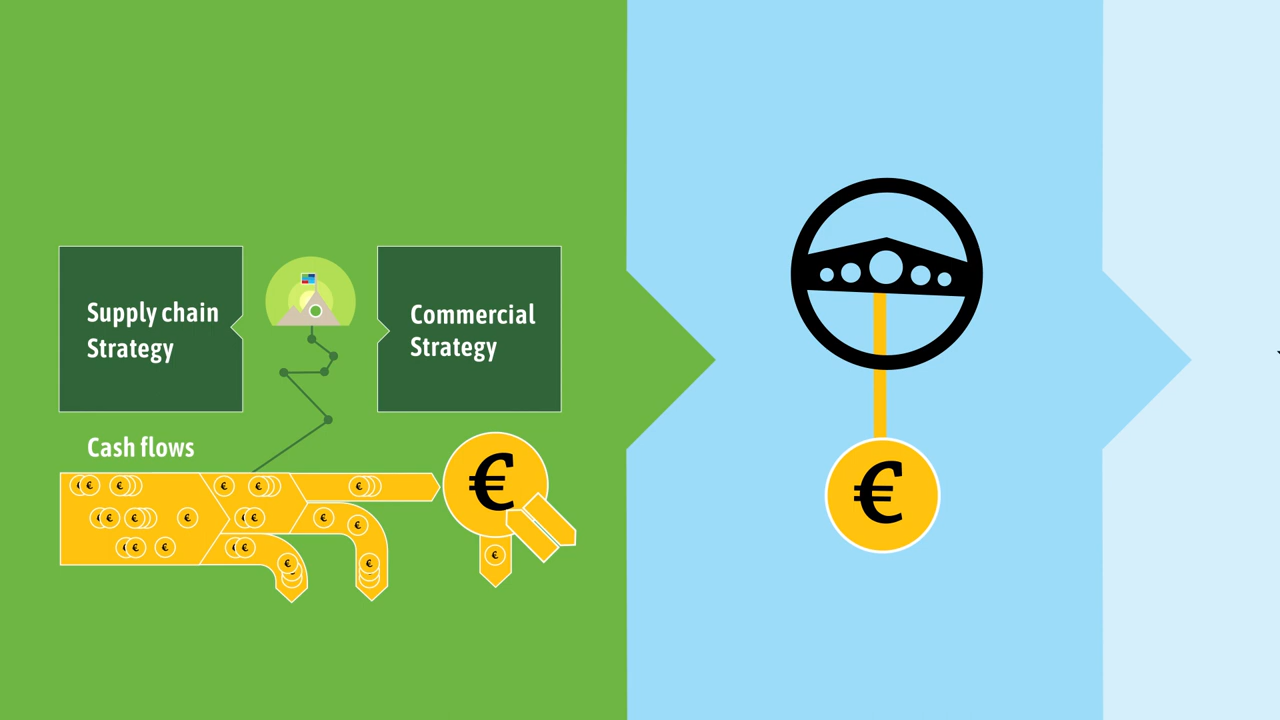 Supply chain
Strategy
Commercial
Strategy
Cash flows
€
€